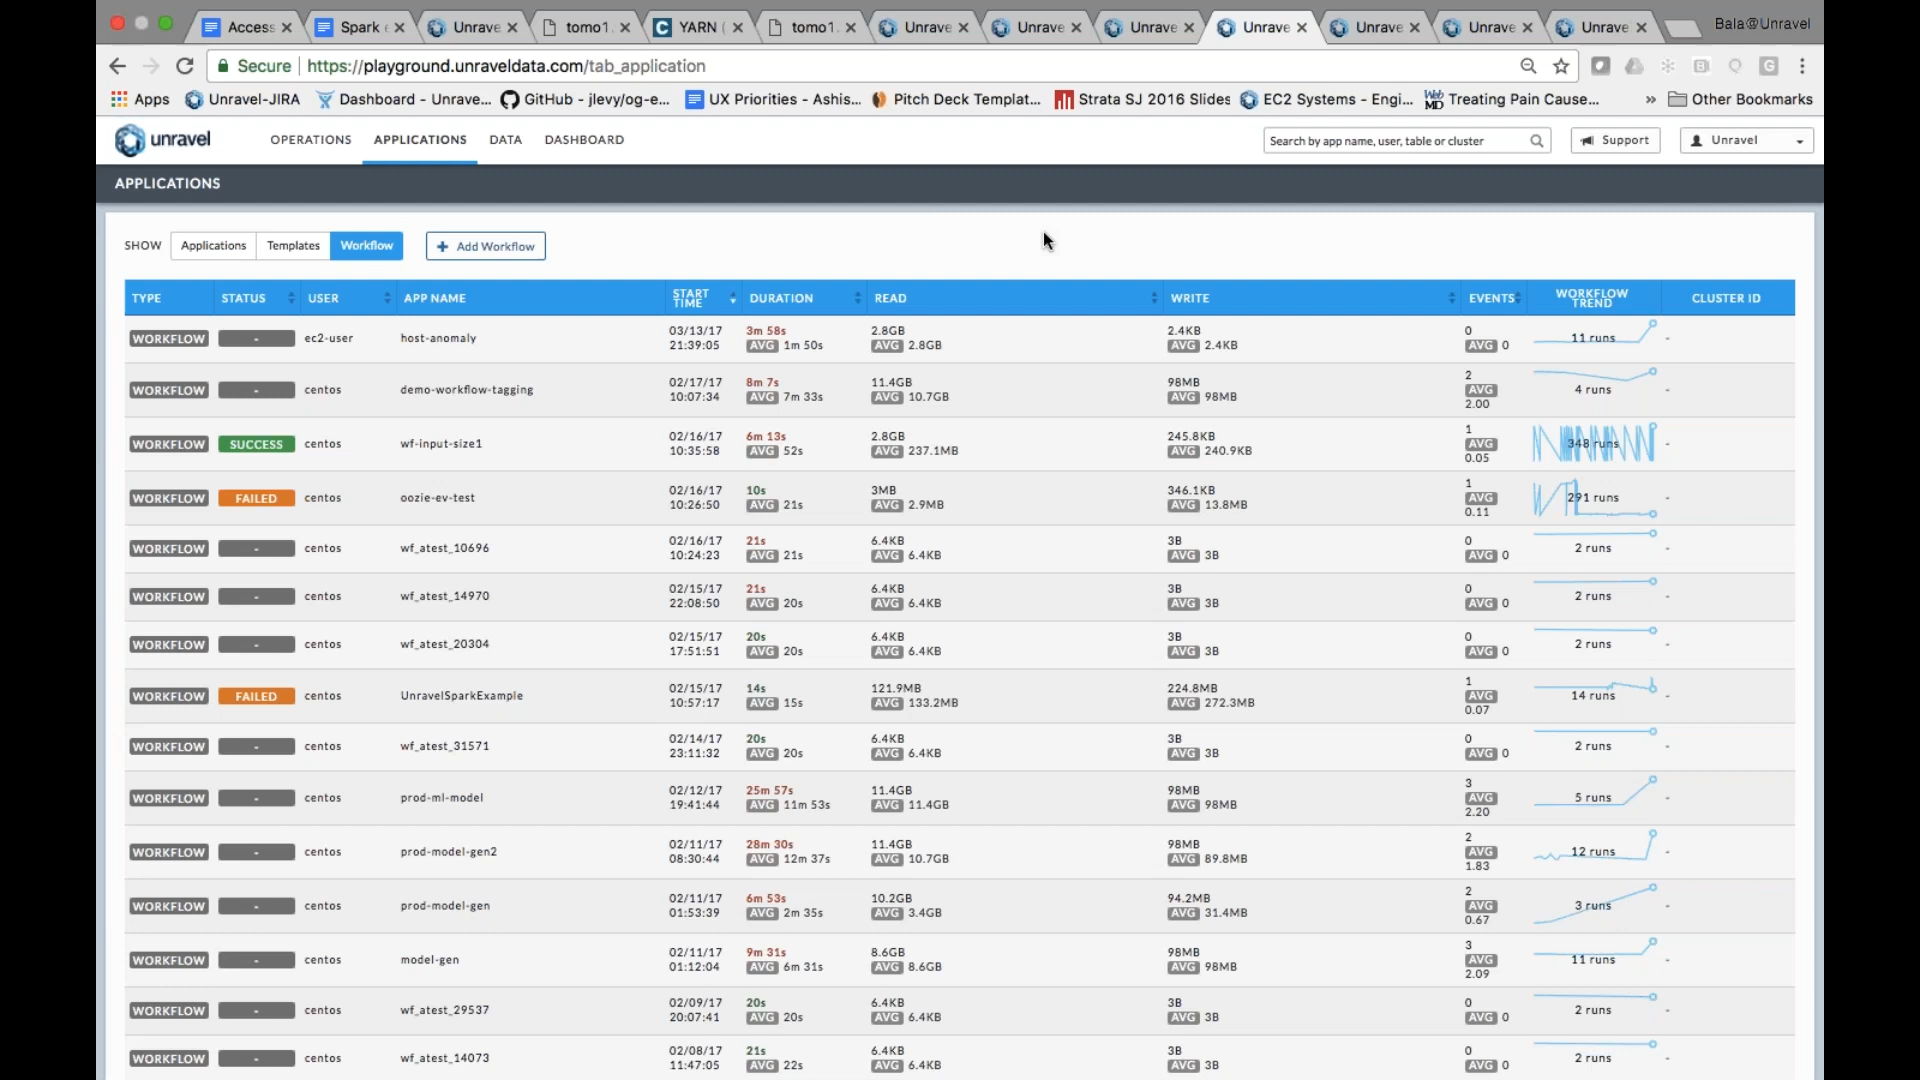 Access Spark Unrave tomo1 YARN ( tomo1 Unrave Unrave Unrave Unrave Unrave Unrave Unrave Bala@Unravel
Secure https://playground.unraveldata.com/tab_application
Apps Unravel-JIRA Dashboard - Unrave... GitHub - jlevy/og-e... UX Priorities - Ashis... Pitch Deck Templat... Strata SJ 2016 Slides EC2 Systems - Engi... Web MD Treating Pain Cause... » Other Bookmarks
unravel OPERATIONS APPLICATIONS DATA DASHBOARD Search by app name, user, table or cluster Support Unravel
APPLICATIONS
SHOW Applications Templates Workflow + Add Workflow
TYPE STATUS USER APP NAME START TIME DURATION READ WRITE EVENTS WORKFLOW TREND CLUSTER ID
WORKFLOW - ec2-user host-anomaly 03/13/17 21:39:05 3m 58s AVG 1m 50s 2.8GB AVG 2.8GB 2.4KB AVG 2.4KB 0 AVG 0 11 runs -
WORKFLOW - centos demo-workflow-tagging 02/17/17 10:07:34 8m 7s AVG 7m 33s 11.4GB AVG 10.7GB 98MB AVG 98MB 2 AVG 2.00 4 runs -
WORKFLOW SUCCESS centos wf-input-size1 02/16/17 10:35:58 6m 13s AVG 52s 2.8GB AVG 237.1MB 245.8KB AVG 240.9KB 1 AVG 0.05 348 runs -
WORKFLOW FAILED centos oozie-ev-test 02/16/17 10:26:50 10s AVG 21s 3MB AVG 2.9MB 346.1KB AVG 13.8MB 1 AVG 0.11 291 runs -
WORKFLOW - centos wf_atest_10696 02/16/17 10:24:23 21s AVG 21s 6.4KB AVG 6.4KB 3B AVG 3B 0 AVG 0 2 runs -
WORKFLOW - centos wf_atest_14970 02/15/17 22:08:50 21s AVG 20s 6.4KB AVG 6.4KB 3B AVG 3B 0 AVG 0 2 runs -
WORKFLOW - centos wf_atest_20304 02/15/17 17:51:51 20s AVG 20s 6.4KB AVG 6.4KB 3B AVG 3B 0 AVG 0 2 runs -
WORKFLOW FAILED centos UnravelSparkExample 02/15/17 10:57:17 14s AVG 15s 121.9MB AVG 133.2MB 224.8MB AVG 272.3MB 1 AVG 0.07 14 runs -
WORKFLOW - centos wf_atest_31571 02/14/17 23:11:32 20s AVG 20s 6.4KB AVG 6.4KB 3B AVG 3B 0 AVG 0 2 runs -
WORKFLOW - centos prod-ml-model 02/12/17 19:41:44 25m 57s AVG 11m 53s 11.4GB AVG 11.4GB 98MB AVG 98MB 3 AVG 2.20 5 runs -
WORKFLOW - centos prod-model-gen2 02/11/17 08:30:44 28m 30s AVG 12m 37s 11.4GB AVG 10.7GB 98MB AVG 89.8MB 2 AVG 1.83 12 runs -
WORKFLOW - centos prod-model-gen 02/11/17 01:53:39 6m 53s AVG 2m 35s 10.2GB AVG 3.4GB 94.2MB AVG 31.4MB 2 AVG 0.67 3 runs -
WORKFLOW - centos model-gen 02/11/17 01:12:04 9m 31s AVG 6m 31s 8.6GB AVG 8.6GB 98MB AVG 98MB 3 AVG 2.09 11 runs -
WORKFLOW - centos wf_atest_29537 02/09/17 20:07:41 20s AVG 20s 6.4KB AVG 6.4KB 3B AVG 3B 0 AVG 0 2 runs -
WORKFLOW - centos wf_atest_14073 02/08/17 11:47:05 21s AVG 22s 6.4KB AVG 6.4KB 3B AVG 3B 0 AVG 0 2 runs -